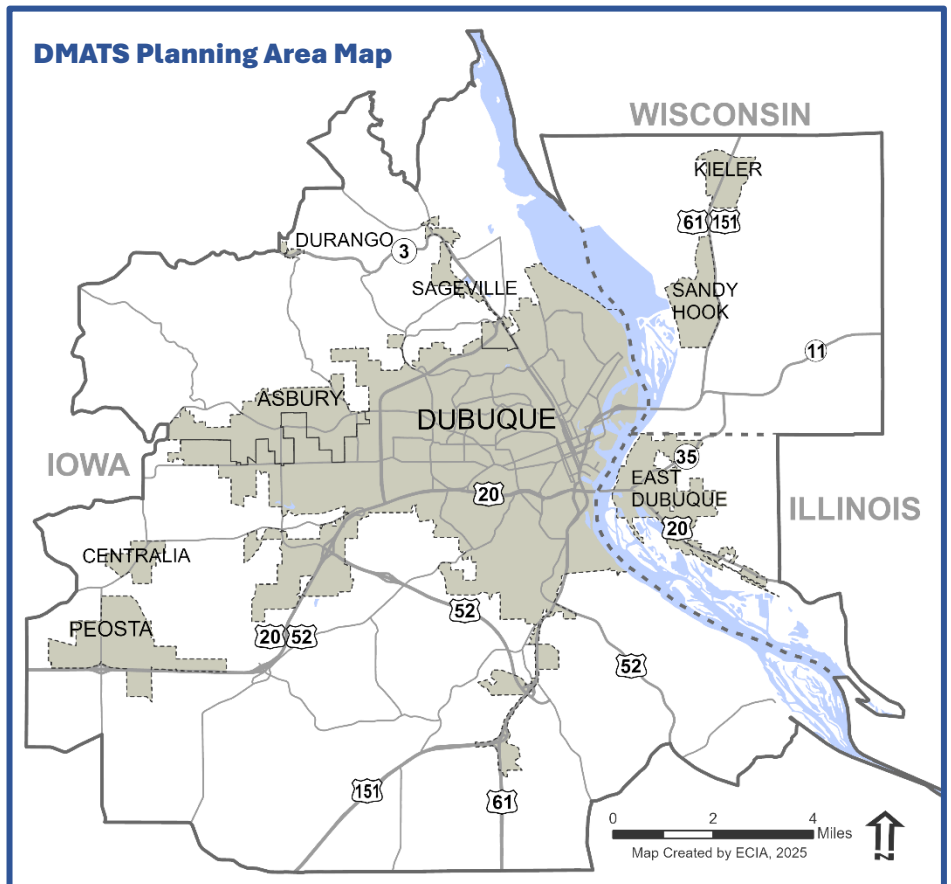 DMATS Planning Area Map
WISCONSIN
KIELER
61 151
DURANGO
3
SAGEVILLE
SANDY
HOOK
11
ASBURY
DUBUQUE
IOWA
35
EAST
DUBUQUE
20
20
ILLINOIS
CENTRALIA
52
PEOSTA
20 52
52
151
61
0 2 4
Miles
Map Created by ECIA, 2025
N